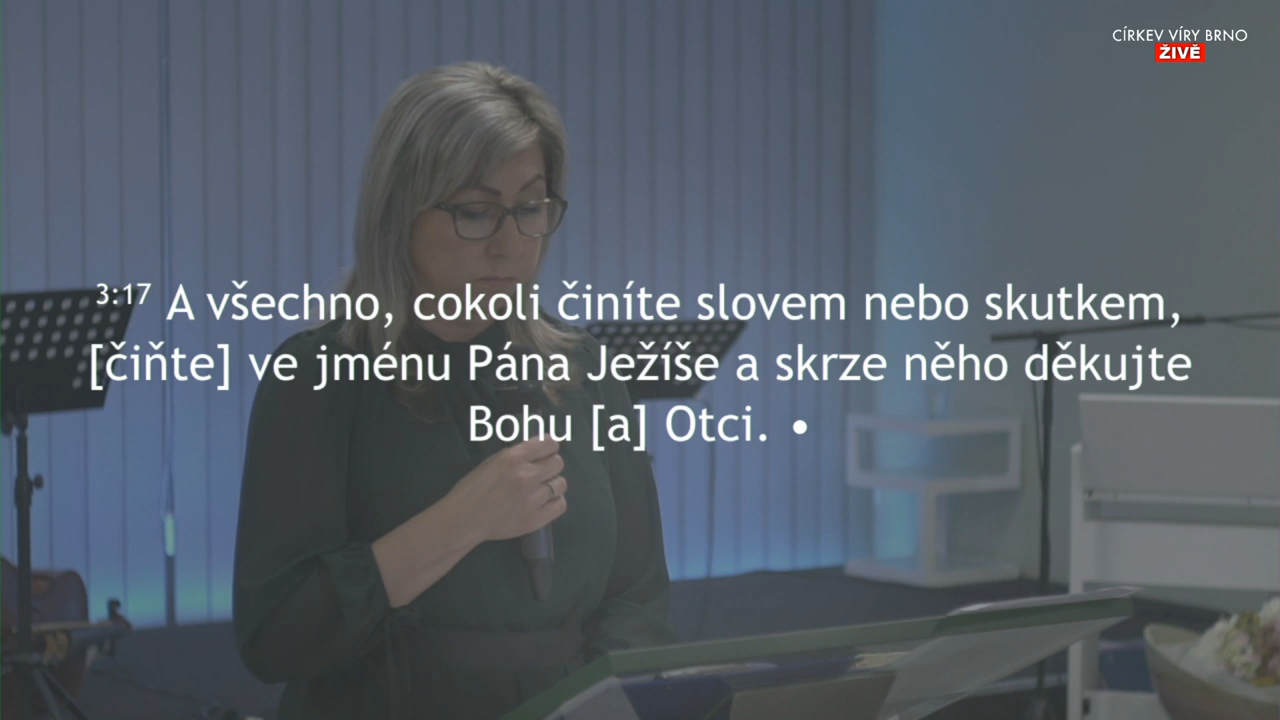 CÍRKEV VÍRY BRNO
ŽIVĚ
3:17 A všechno, cokoli činíte slovem nebo skutkem,
[čiňte] ve jménu Pána Ježíše a skrze něho děkujte
Bohu [a] Otci. •